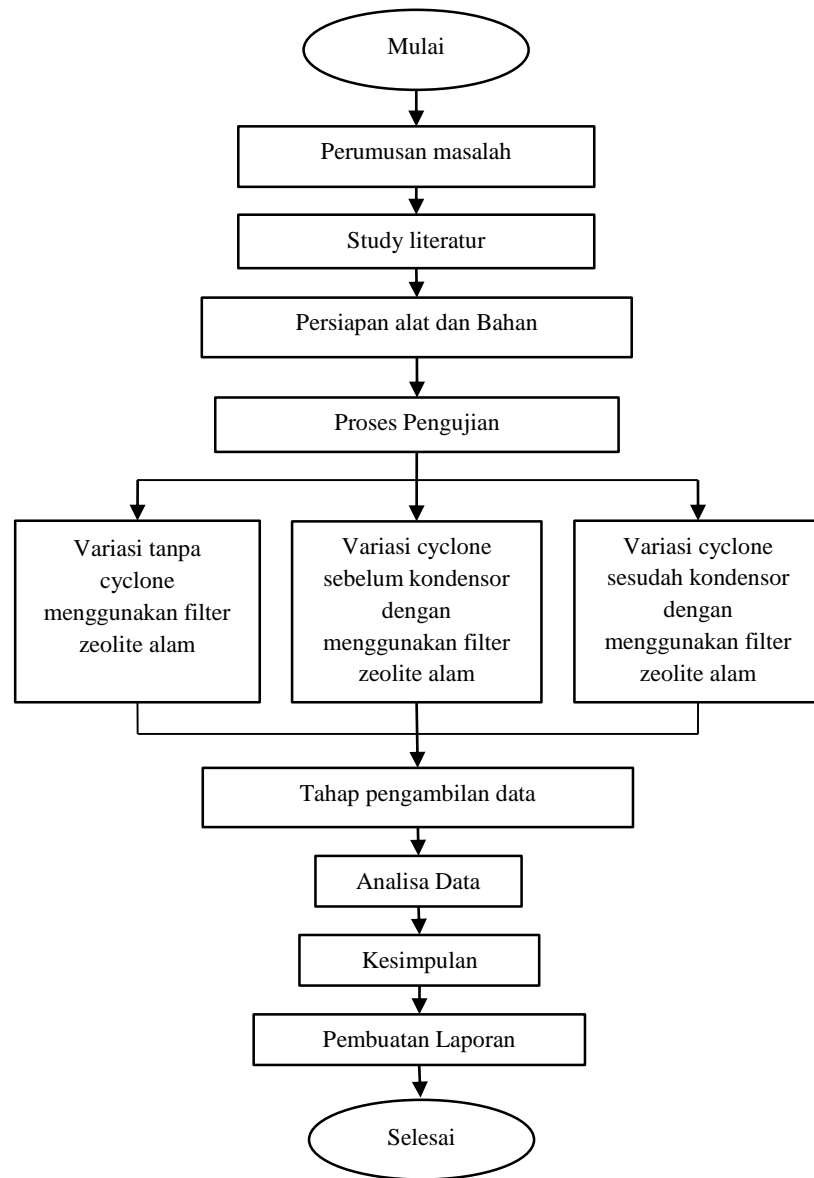 Mulai
Perumusan masalah
Study literatur
Persiapan alat dan Bahan
Proses Pengujian
Variasi tanpa
cyclone
menggunakan filter
zeolite alam
Variasi cyclone
sebelum kondensor
dengan
menggunakan filter
zeolite alam
Variasi cyclone
sesudah kondensor
dengan
menggunakan filter
zeolite alam
Tahap pengambilan data
Analisa Data
Kesimpulan
Pembuatan Laporan
Selesai